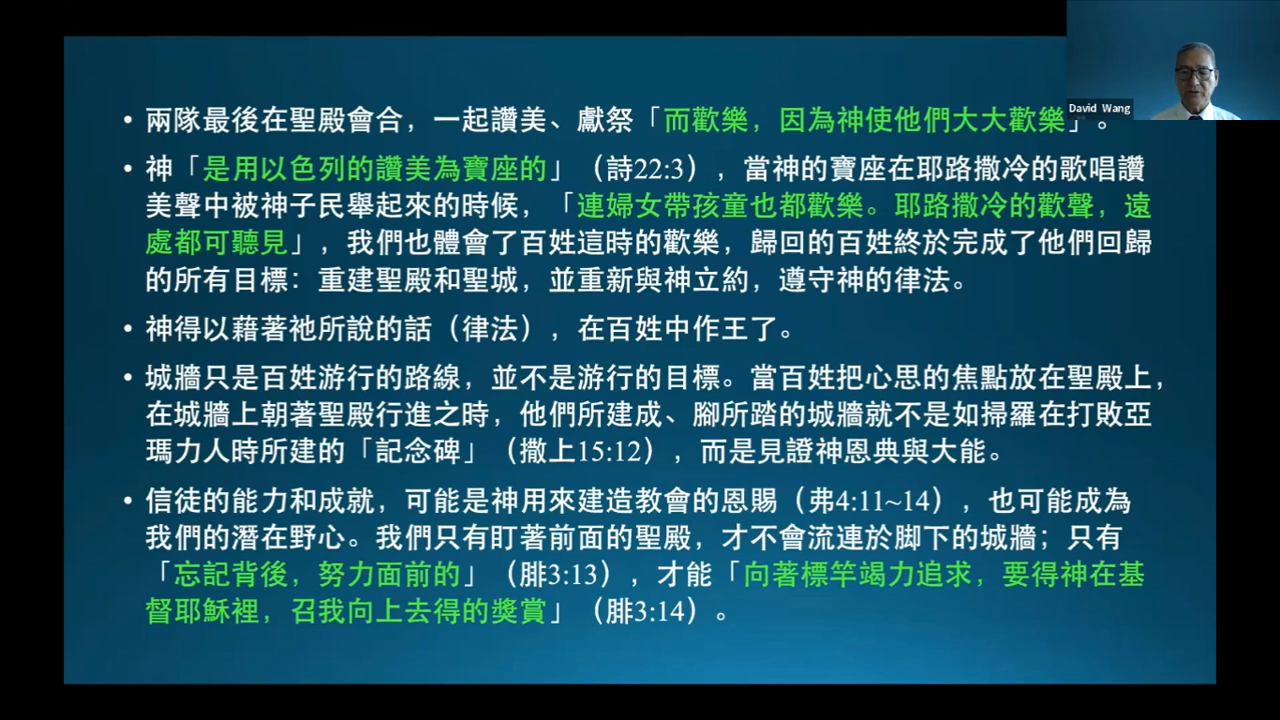 • 兩隊最後在聖殿會合，一起讚美、獻祭「而歡樂，因為神使他們大大歡樂」。
David Wang
• 神「是用以色列的讚美為寶座的」（詩22:3），當神的寶座在耶路撒冷的歌唱讚
美聲中被神子民舉起來的時候，「連婦女帶孩童也都歡樂。耶路撒冷的歡聲，遠
處都可聽見」，我們也體會了百姓這時的歡樂，歸回的百姓終於完成了他們回歸
的所有目標：重建聖殿和聖城，並重新與神立約，遵守神的律法。
• 神得以藉著祂所說的話（律法），在百姓中作王了。
• 城牆只是百姓游行的路線，並不是游行的目標。當百姓把心思的焦點放在聖殿上，
在城牆上朝著聖殿行進之時，他們所建成、腳所踏的城牆就不是如掃羅在打敗亞
瑪力人時所建的「記念碑」（撒上15:12），而是見證神恩典與大能。
• 信徒的能力和成就，可能是神用來建造教會的恩賜（弗4:11~14），也可能成為
我們的潛在野心。我們只有盯著前面的聖殿，才不會流連於脚下的城牆；只有
「忘記背後，努力面前的」（腓3:13），才能「向著標竿竭力追求，要得神在基
督耶穌裡，召我向上去得的獎賞」（腓3:14）。